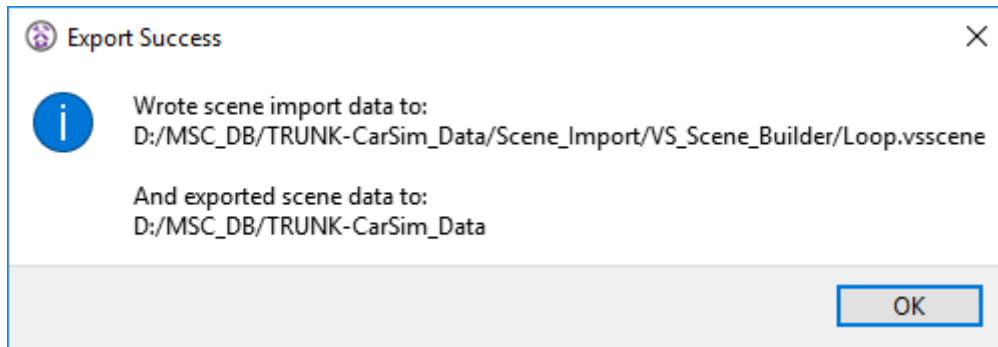 Export Success
Wrote scene import data to:
D:/MSC_DB/TRUNK-CarSim_Data/Scene_Import/VS_Scene_Builder/Loop.vsscene
And exported scene data to:
D:/MSC_DB/TRUNK-CarSim_Data
OK